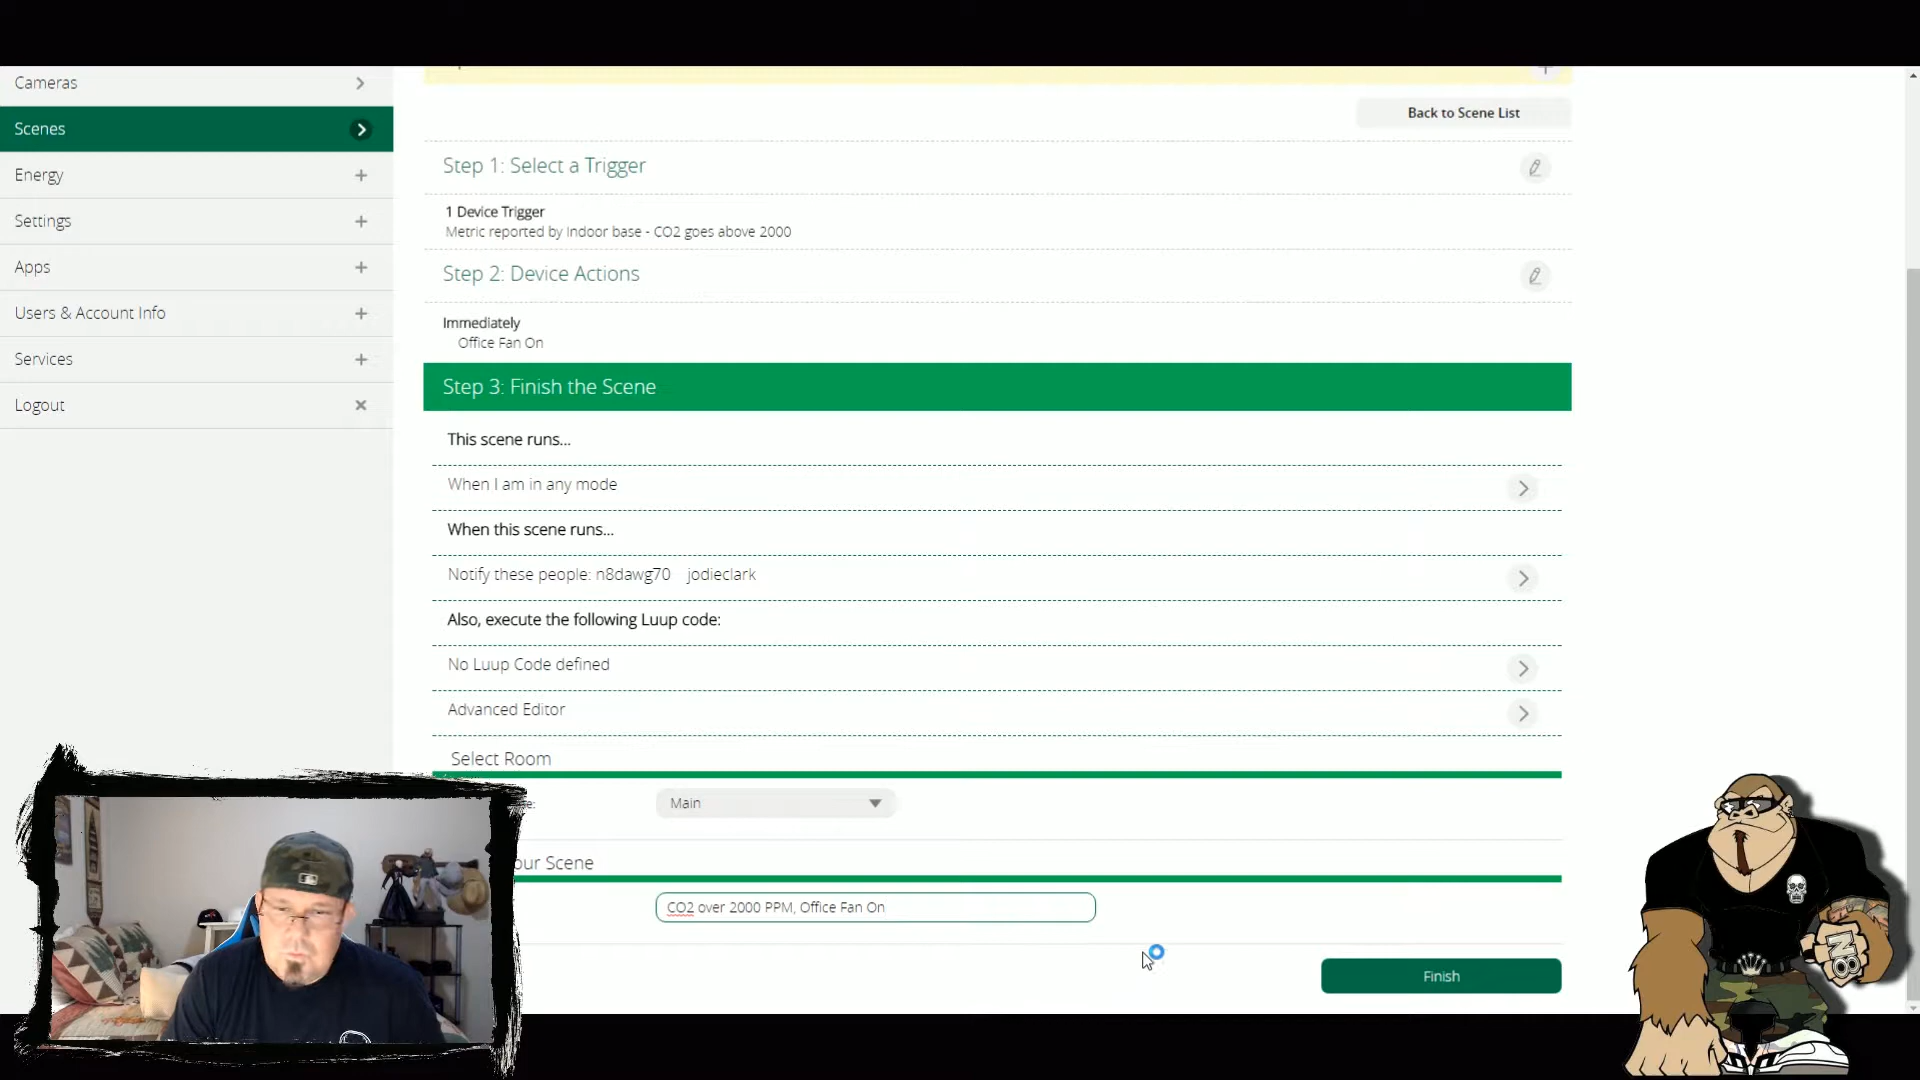 Cameras
Scenes
Energy
Settings
Apps
Users & Account Info
Services
Logout
Back to Scene List
Step 1: Select a Trigger
1 Device Trigger
Metric reported by Indoor base - CO2 goes above 2000
Step 2: Device Actions
Immediately
Office Fan On
Step 3: Finish the Scene
This scene runs...
When I am in any mode
When this scene runs...
Notify these people: n8dawg70 jodieclark
Also, execute the following Luup code:
No Luup Code defined
Advanced Editor
Select Room
Main
our Scene
CO2 over 2000 PPM, Office Fan On
Finish
N8